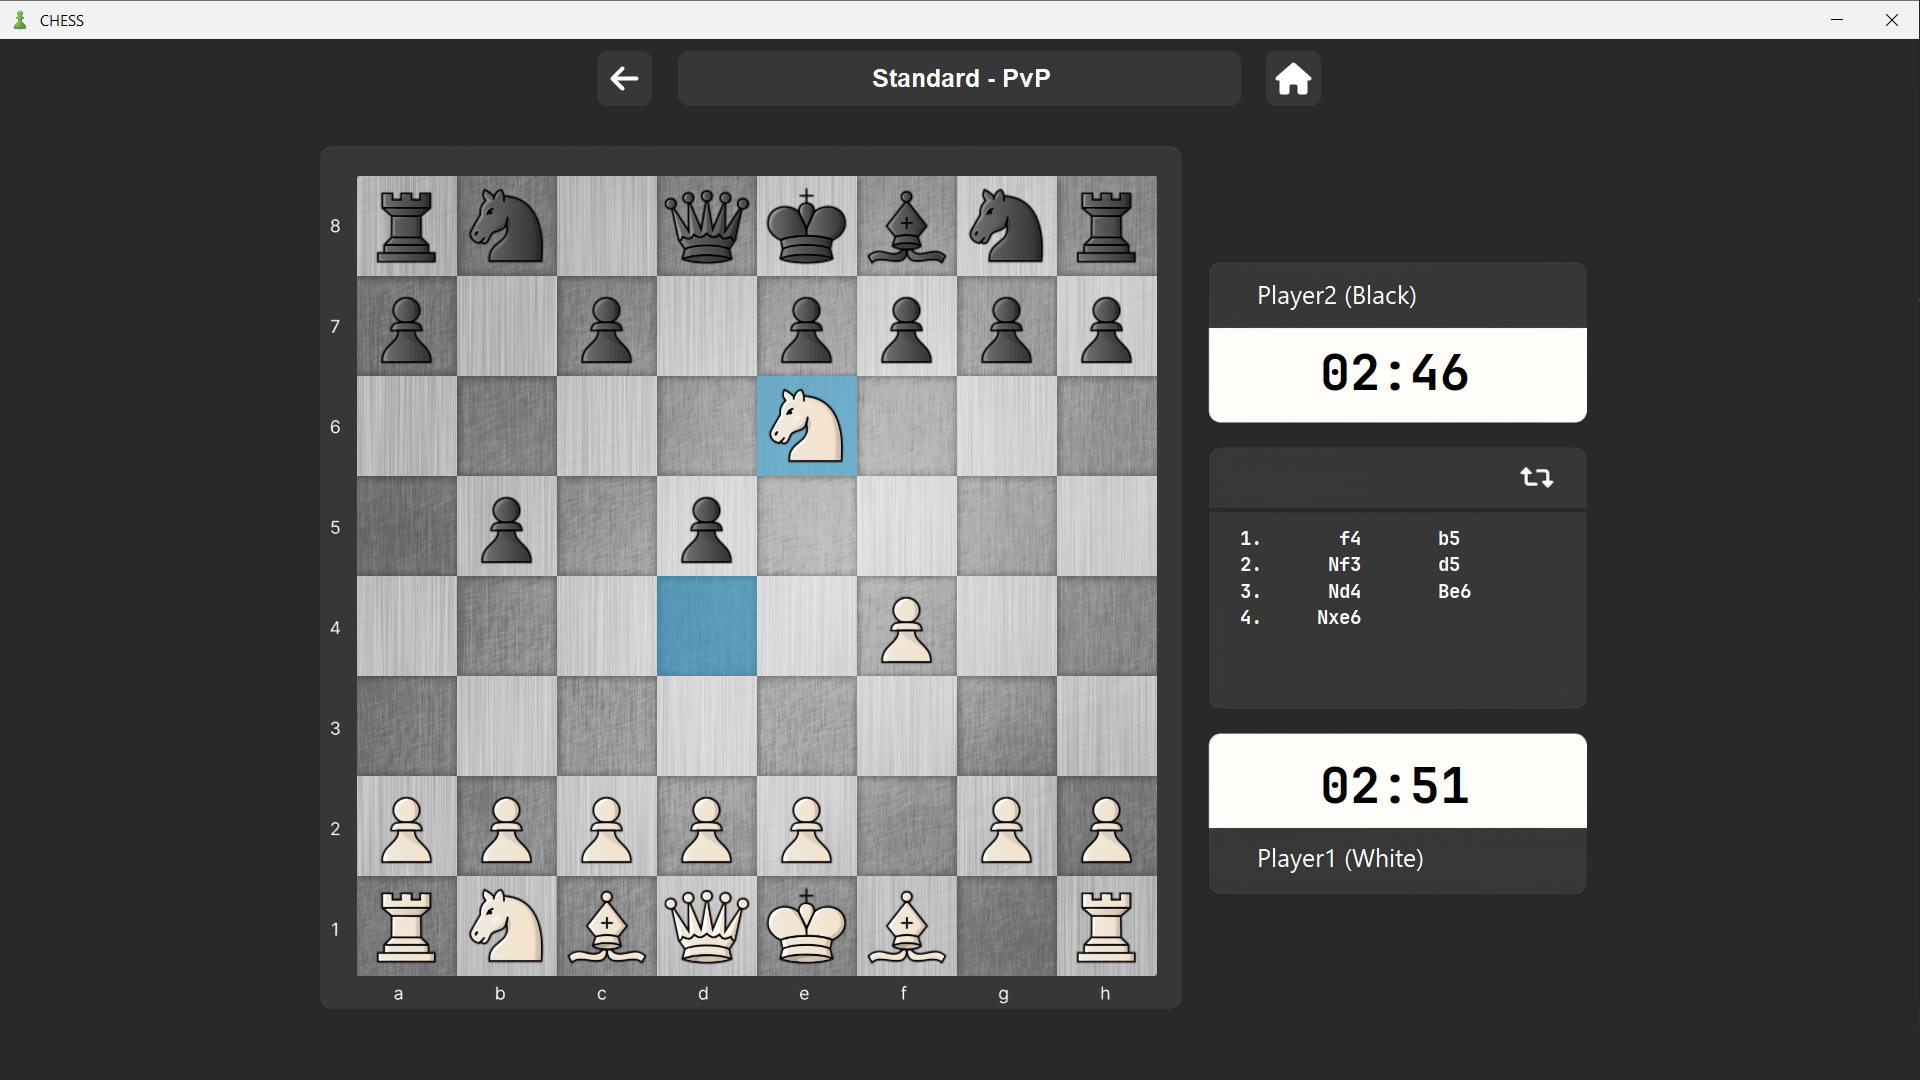 CHESS
Standard - PvP
8
7
6
5
4
3
2
1
a b c d e f g h
Player2 (Black)
02:46
1. f4 b5
2. Nf3 d5
3. Nd4 Be6
4. Nxe6
02:51
Player1 (White)